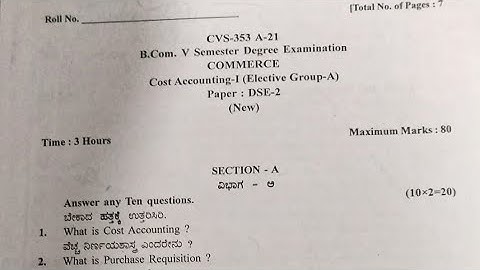 Roll No.
[Total No. of Pages : 7
CVS-353 A-21
B.Com. V Semester Degree Examination
COMMERCE
Cost Accounting-I (Elective Group-A)
Paper : DSE-2
(New)
Time : 3 Hours
Maximum Marks : 80
SECTION - A
ವಿಭಾಗ - ಅ
Answer any Ten questions.
(10×2=20)
ಬೇಕಾದ ಹತ್ತಕ್ಕೆ ಉತ್ತರಿಸಿರಿ.
1. What is Cost Accounting ?
ವೆಚ್ಚ ನಿರ್ಣಯಶಾಸ್ತ್ರ ಎಂದರೇನು ?
2. What is Purchase Requisition ?